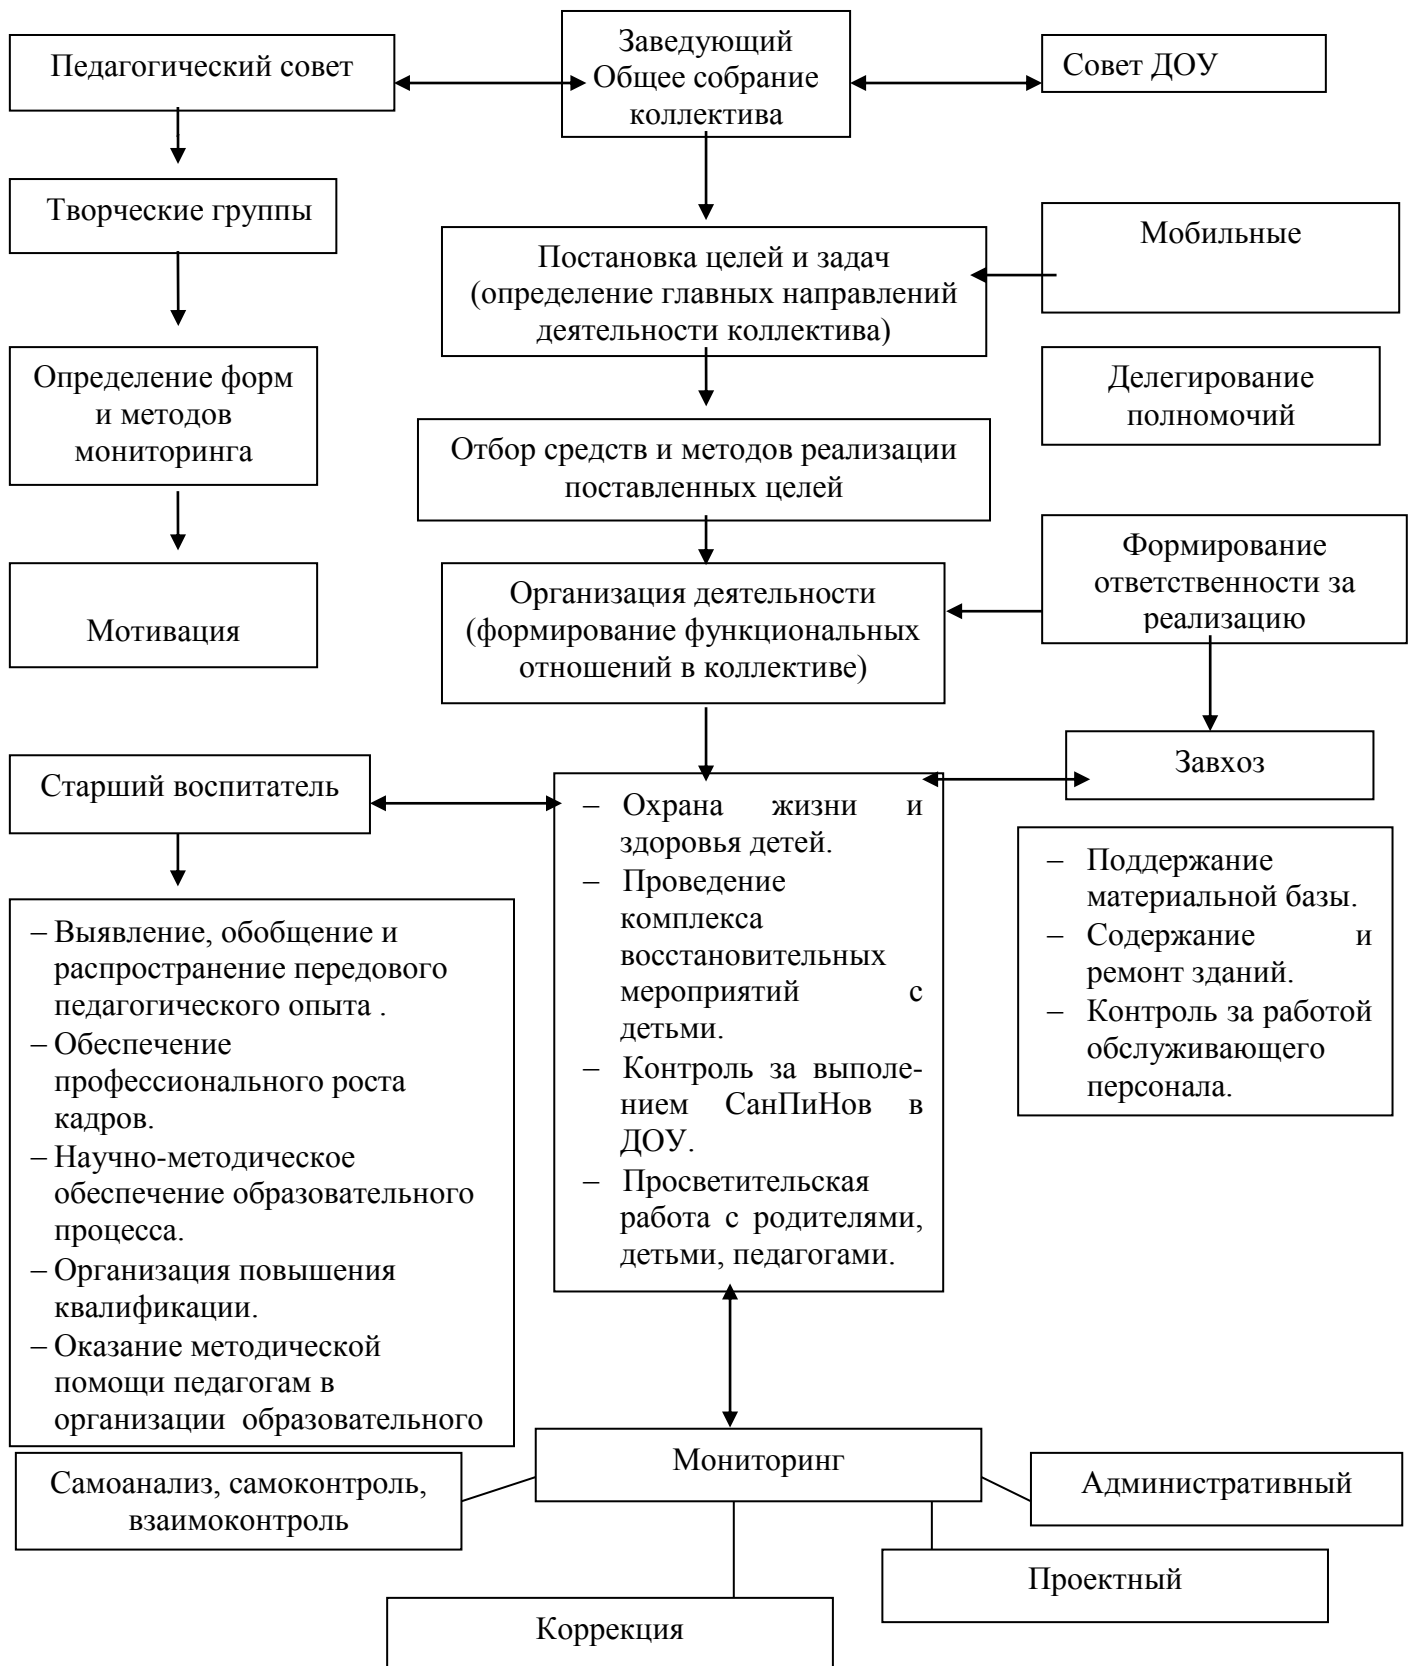 Педагогический совет
Заведующий
Общее собрание
коллектива
Совет ДОУ
Творческие группы
Постановка целей и задач
(определение главных направлений
деятельности коллектива)
Мобильные
Определение форм
и методов
мониторинга
Делегирование
полномочий
Отбор средств и методов реализации
поставленных целей
Мотивация
Организация деятельности
(формирование функциональных
отношений в коллективе)
Формирование
ответственности за
реализацию
Старший воспитатель
Завхоз
– Выявление, обобщение и
распространение передового
педагогического опыта .
– Обеспечение
профессионального роста
кадров.
– Научно-методическое
обеспечение образовательного
процесса.
– Организация повышения
квалификации.
– Оказание методической
помощи педагогам в
организации образовательного
– Охрана жизни и
здоровья детей.
– Проведение
комплекса
восстановительных
мероприятий с
детьми.
– Контроль за выполе-
нием СанПиНов в
ДОУ.
– Просветительская
работа с родителями,
детьми, педагогами.
– Поддержание
материальной базы.
– Содержание и
ремонт зданий.
– Контроль за работой
обслуживающего
персонала.
Самоанализ, самоконтроль,
взаимоконтроль
Мониторинг
Административный
Проектный
Коррекция